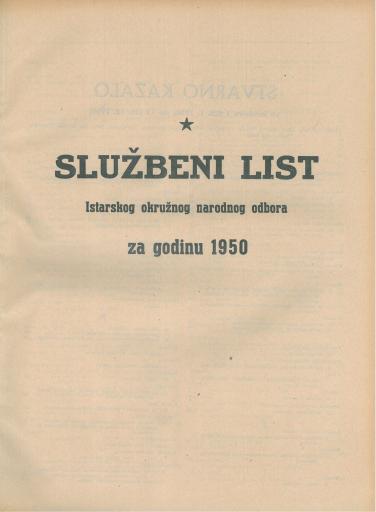 ★
SLUŽBENI LIST
Istarskog okružnog narodnog odbora
za godinu 1950